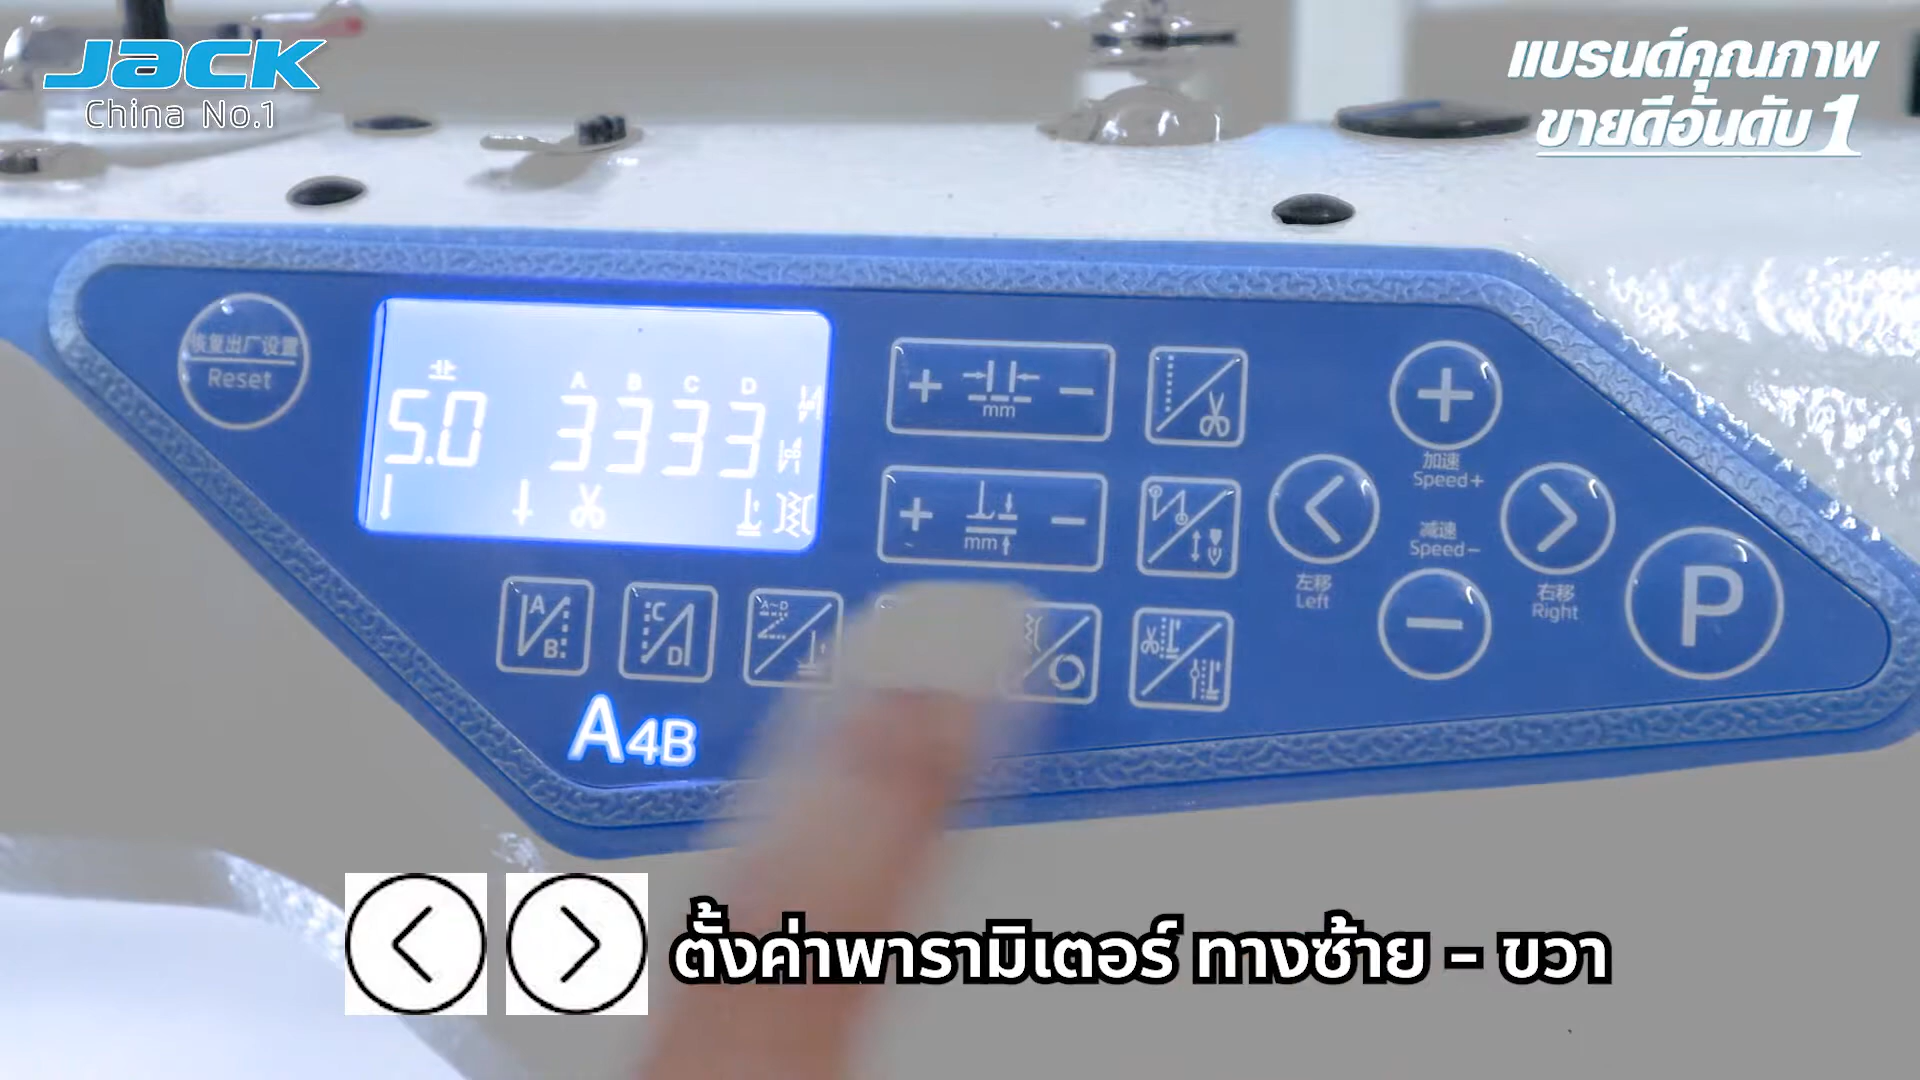 JACK
China No.1
แบรนด์คุณภาพ
ขายดีอันดับ 1
恢复出厂设置
Reset
A B C D
5.0 3333
+ mm -
+ mm -
加速
Speed+
减速
Speed-
左移
Left
右移
Right
P
A B
C D
A~D
A4B
ตั้งค่าพารามิเตอร์ ทางซ้าย - ขวา